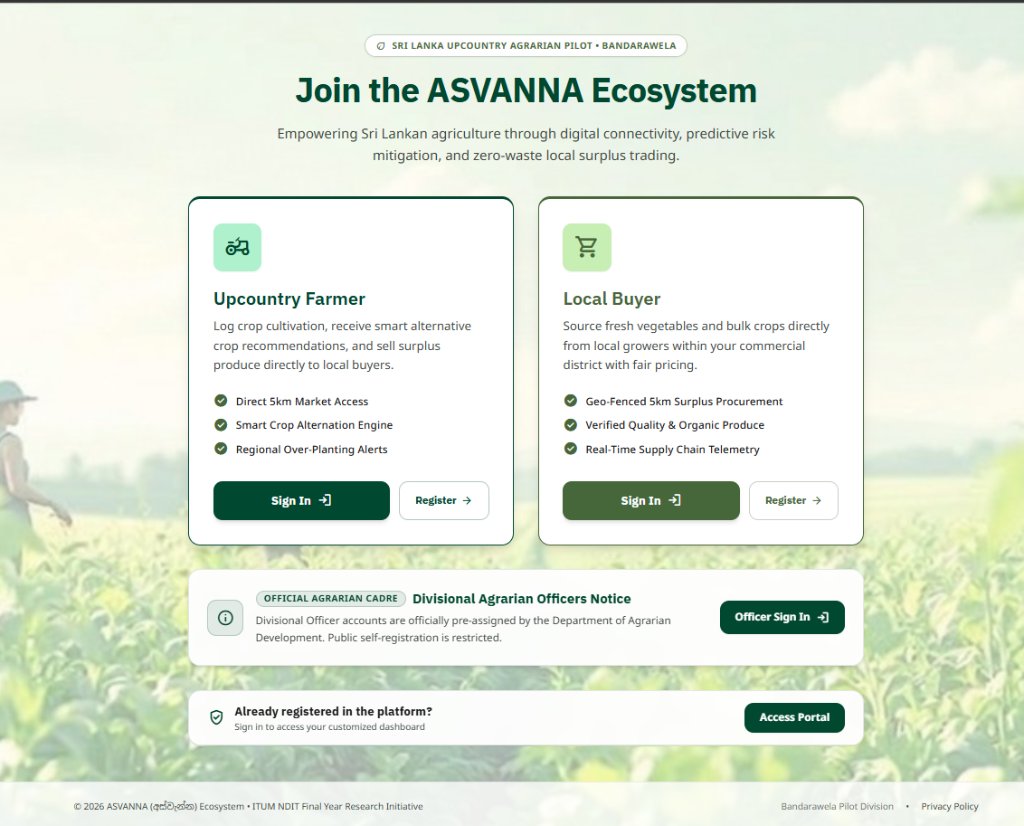 SRI LANKA UPCOUNTRY AGRARIAN PILOT • BANDARAWELA
Join the ASVANNA Ecosystem
Empowering Sri Lankan agriculture through digital connectivity, predictive risk
mitigation, and zero-waste local surplus trading.
Upcountry Farmer
Log crop cultivation, receive smart alternative
crop recommendations, and sell surplus
produce directly to local buyers.
Direct 5km Market Access
Smart Crop Alternation Engine
Regional Over-Planting Alerts
Sign In
Register →
Local Buyer
Source fresh vegetables and bulk crops directly
from local growers within your commercial
district with fair pricing.
Geo-Fenced 5km Surplus Procurement
Verified Quality & Organic Produce
Real-Time Supply Chain Telemetry
Sign In
Register →
OFFICIAL AGRARIAN CADRE Divisional Agrarian Officers Notice
Divisional Officer accounts are officially pre-assigned by the Department of Agrarian
Development. Public self-registration is restricted.
Officer Sign In
Already registered in the platform?
Sign in to access your customized dashboard
Access Portal
© 2026 ASVANNA (අස්වැන්න) Ecosystem • ITUM NDIT Final Year Research Initiative
Bandarawela Pilot Division • Privacy Policy